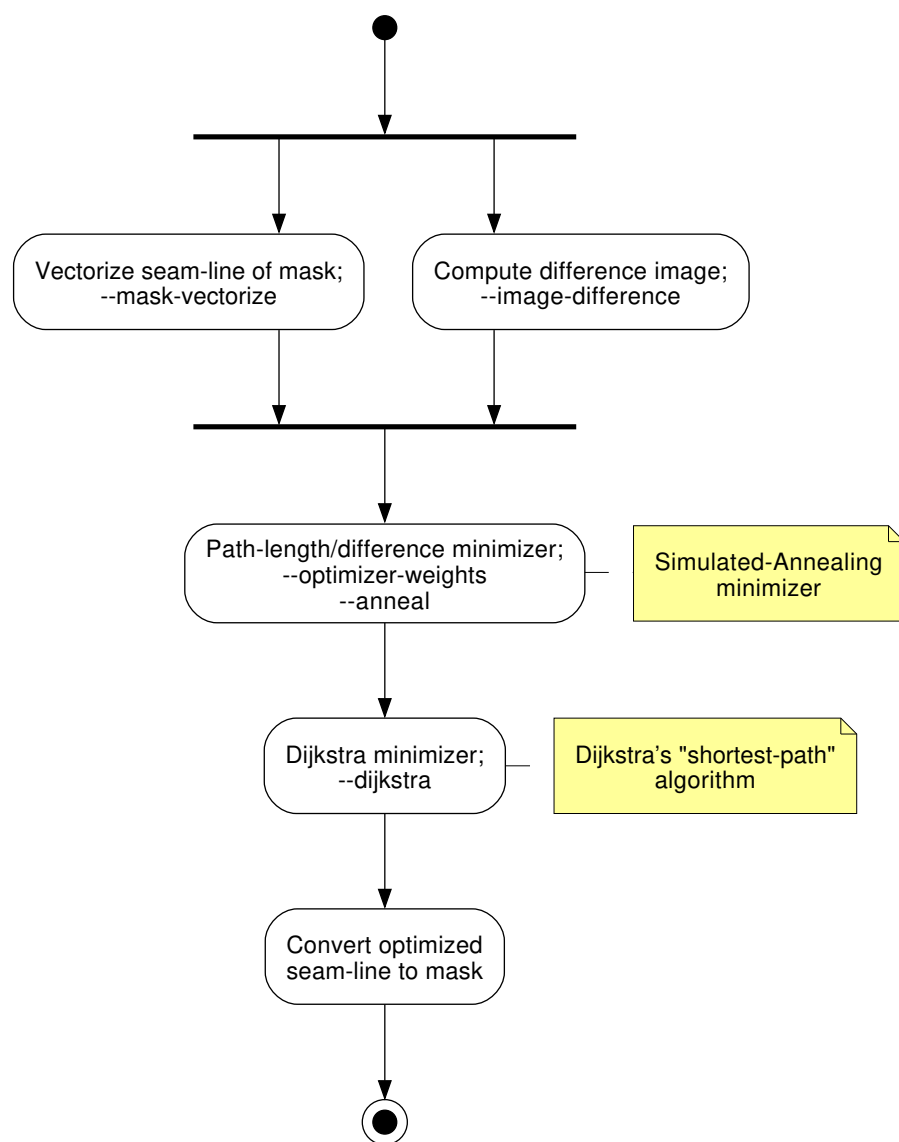 Vectorize seam-line of mask;
--mask-vectorize
Compute difference image;
--image-difference
Path-length/difference minimizer;
--optimizer-weights
--anneal
Simulated-Annealing
minimizer
Dijkstra minimizer;
--dijkstra
Dijkstra's "shortest-path"
algorithm
Convert optimized
seam-line to mask